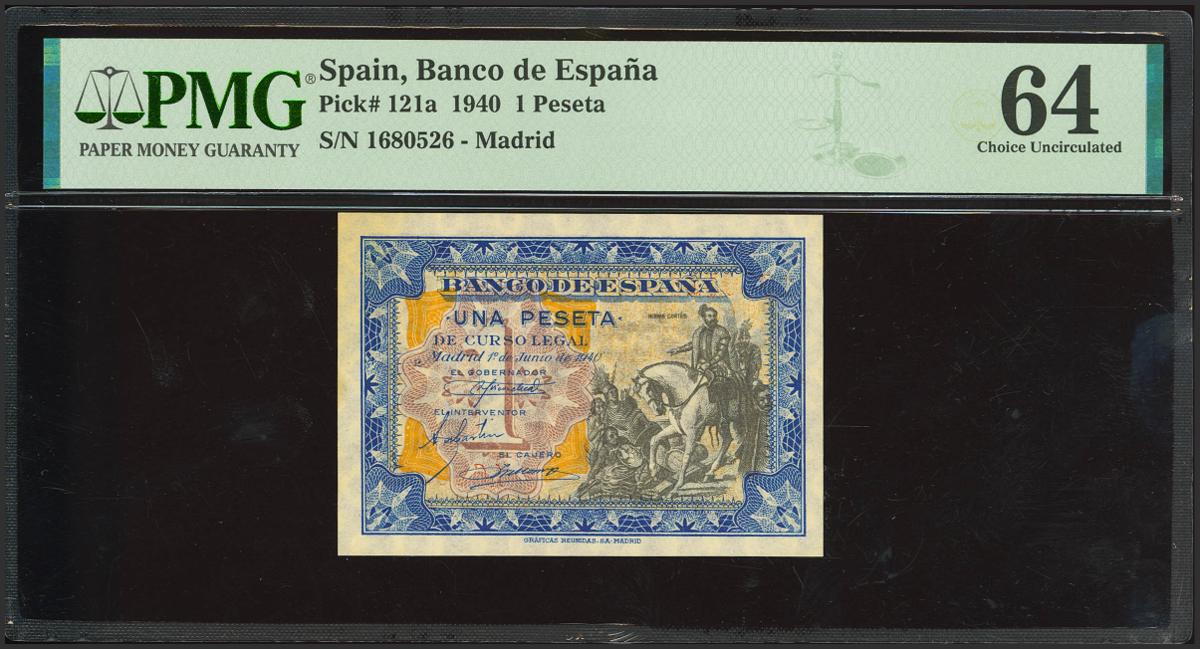 PMG®
PAPER MONEY GUARANTY
Spain, Banco de España
Pick# 121a 1940 1 Peseta
S/N 1680526 - Madrid
64
Choice Uncirculated
BANCO DE ESPAÑA
·UNA PESETA·
HERNAN CORTÉS
DE CURSO LEGAL
Madrid 1º de Junio de 1940
EL GOBERNADOR
EL INTERVENTOR
EL CAJERO
1
GRÁFICAS REUNIDAS. S.A.-MADRID